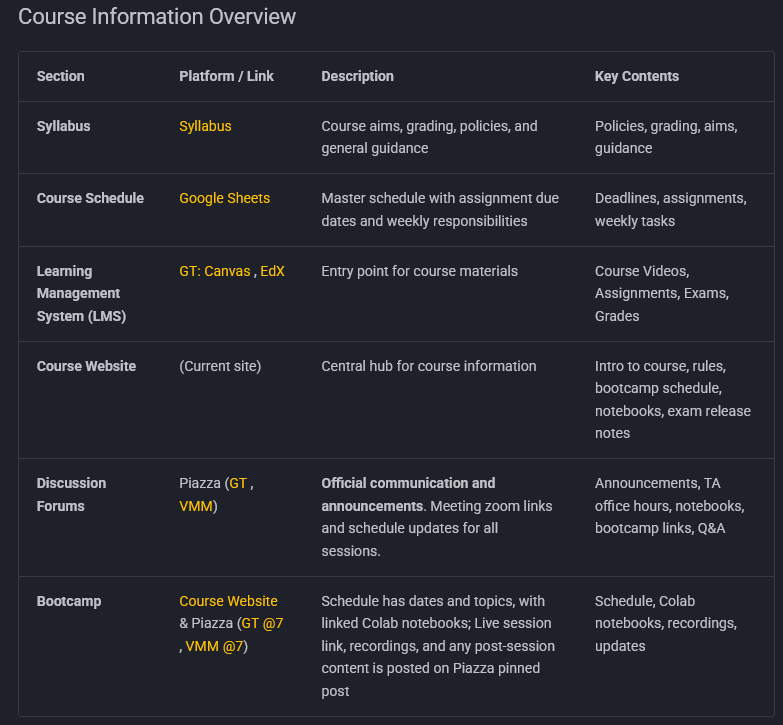 Course Information Overview
Section Platform / Link Description Key Contents
Syllabus Syllabus Course aims, grading, policies, and Policies, grading, aims,
general guidance guidance
Course Schedule Google Sheets Master schedule with assignment due Deadlines, assignments,
dates and weekly responsibilities weekly tasks
Learning GT: Canvas , EdX Entry point for course materials Course Videos,
Management Assignments, Exams,
System (LMS) Grades
Course Website (Current site) Central hub for course information Intro to course, rules,
bootcamp schedule,
notebooks, exam release
notes
Discussion Piazza (GT , Official communication and Announcements, TA
Forums VMM) announcements. Meeting zoom links office hours, notebooks,
and schedule updates for all bootcamp links, Q&A
sessions.
Bootcamp Course Website Schedule has dates and topics, with Schedule, Colab
& Piazza (GT @7 linked Colab notebooks; Live session notebooks, recordings,
, VMM @7) link, recordings, and any post-session updates
content is posted on Piazza pinned
post